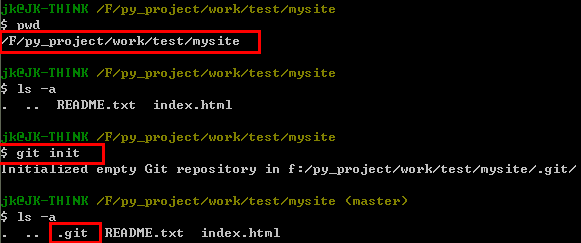 jk@JK-THINK /F/py_project/work/test/mysite
$ pwd
/F/py_project/work/test/mysite
jk@JK-THINK /F/py_project/work/test/mysite
$ ls -a
.  ..  README.txt  index.html
jk@JK-THINK /F/py_project/work/test/mysite
$ git init
Initialized empty Git repository in f:/py_project/work/test/mysite/.git/
jk@JK-THINK /F/py_project/work/test/mysite (master)
$ ls -a
.  ..  .git  README.txt  index.html